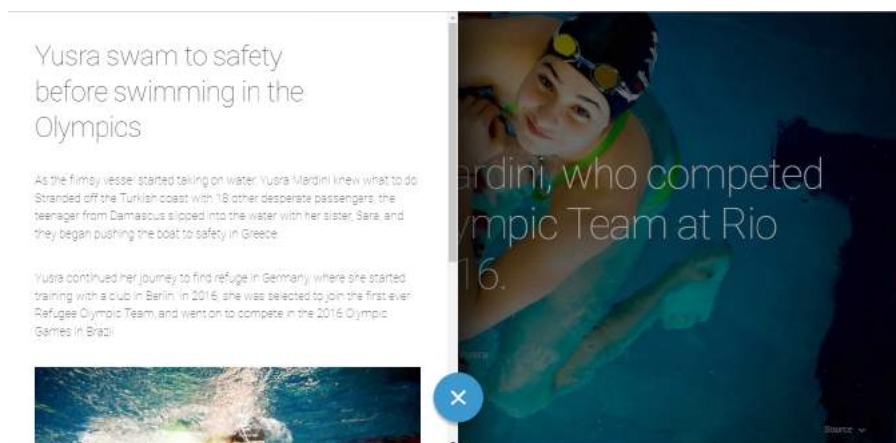 Yusra swam to safety
before swimming in the
Olympics
As the flimsy vessel started taking on water, Yusra Mardini knew what to do.
Stranded off the Turkish coast with 18 other desperate passengers, the
teenager from Damascus slipped into the water with her sister, Sara, and
they began pushing the boat to safety in Greece.
Yusra continued her journey to find refuge in Germany, where she started
training with a club in Berlin. In 2016, she was selected to join the first ever
Refugee Olympic Team, and went on to compete in the 2016 Olympic
Games in Brazil.
ardini, who competed
ympic Team at Rio
16.
Yusra
Source